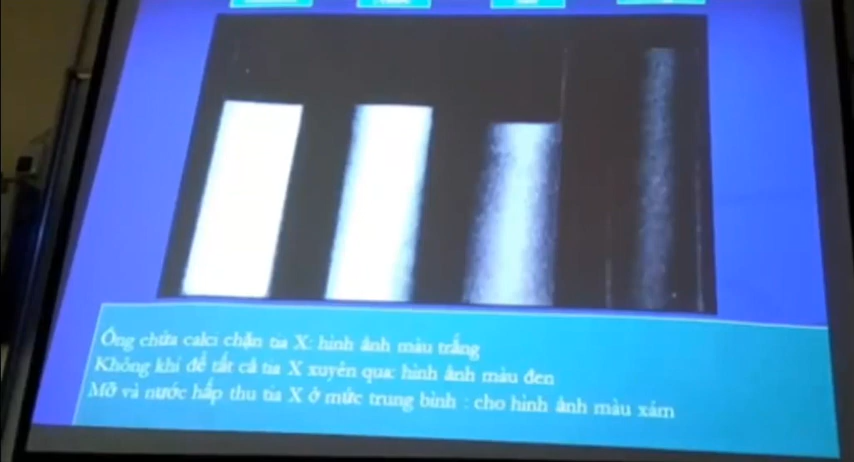 Ống chứa calci chặn tia X: hình ảnh màu trắng
Không khí để tất cả tia X xuyên qua: hình ảnh màu đen
Mỡ và nước hấp thu tia X ở mức trung bình : cho hình ảnh màu xám